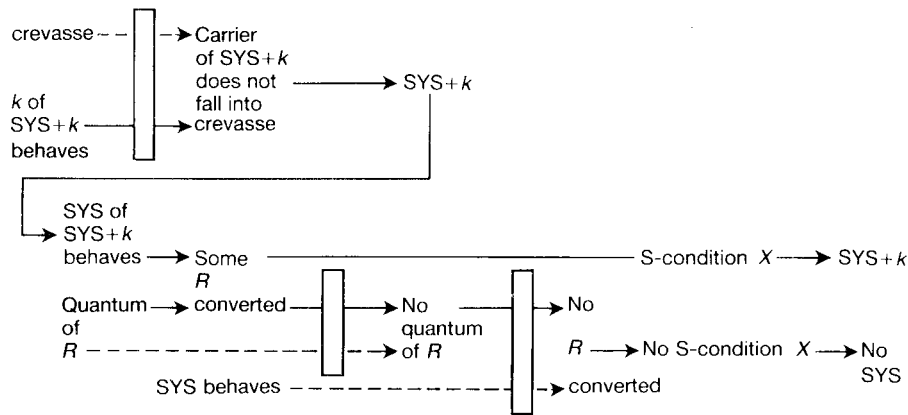 crevasse
Carrier
of SYS+k
does not
fall into
crevasse
SYS+k
k of
SYS+k
behaves
SYS of
SYS+k
behaves
Some
R
converted
S-condition X
SYS+k
Quantum
of
R
No
quantum
of R
No
R
converted
No S-condition X
No
SYS
SYS behaves